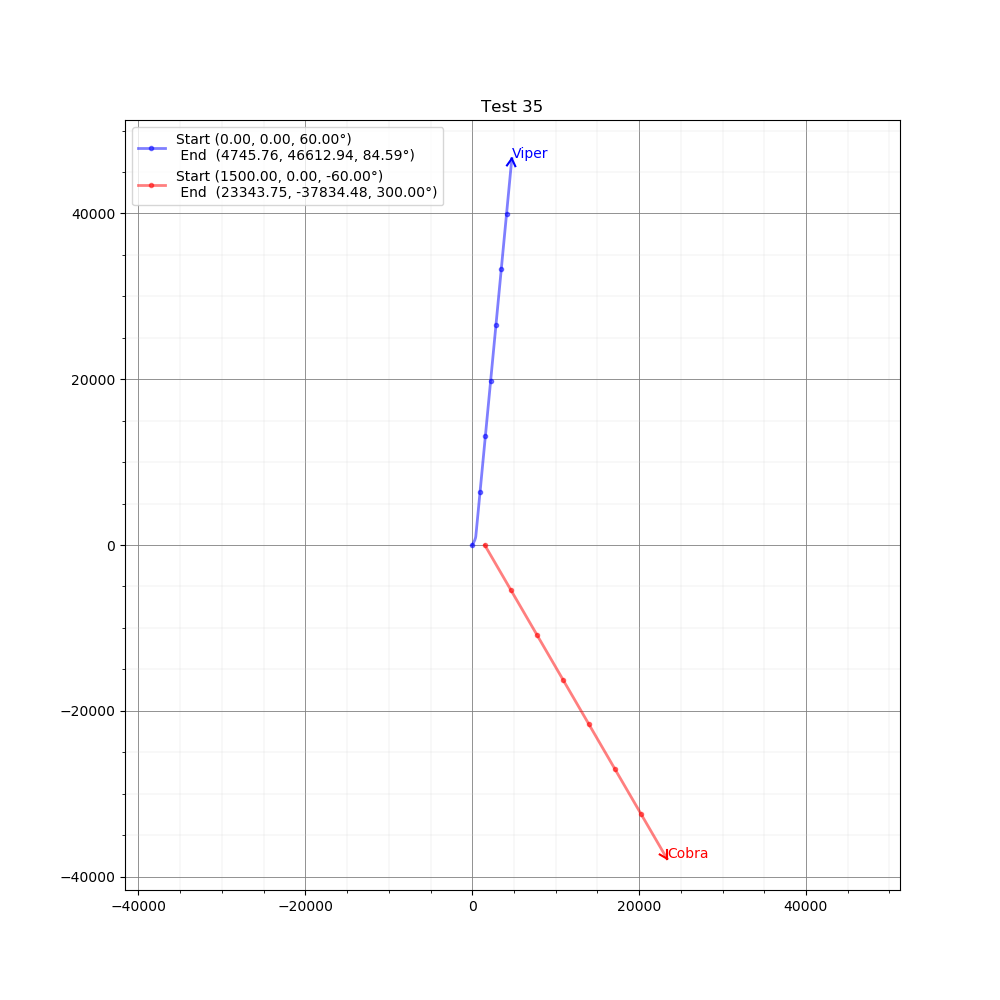 Test 35
Start (0.00, 0.00, 60.00°)
End  (4745.76, 46612.94, 84.59°)
Start (1500.00, 0.00, -60.00°)
End  (23343.75, -37834.48, 300.00°)
Viper
40000
20000
0
−20000
−40000
Cobra
−40000
−20000
0
20000
40000